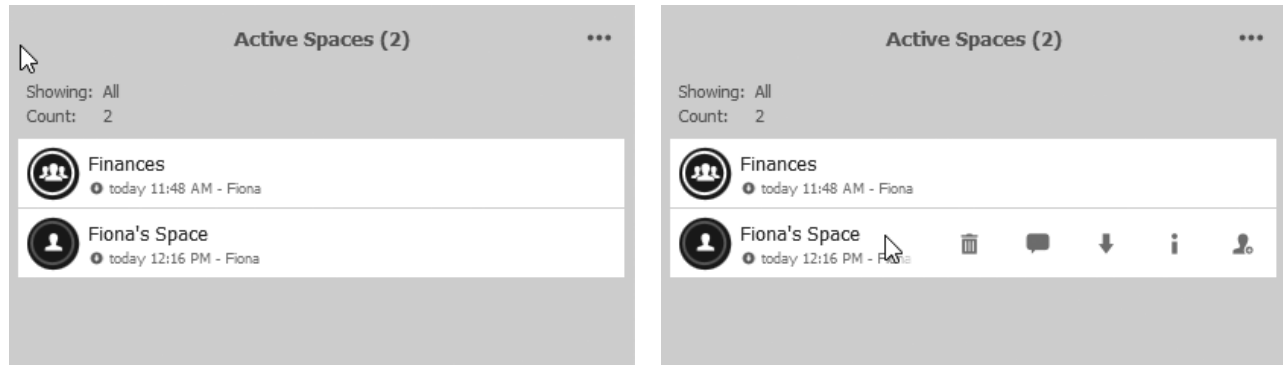 Active Spaces (2)
Showing: All
Count: 2
Finances
today 11:48 AM - Fiona
Fiona's Space
today 12:16 PM - Fiona
Active Spaces (2)
Showing: All
Count: 2
Finances
today 11:48 AM - Fiona
Fiona's Space
today 12:16 PM - Fiona